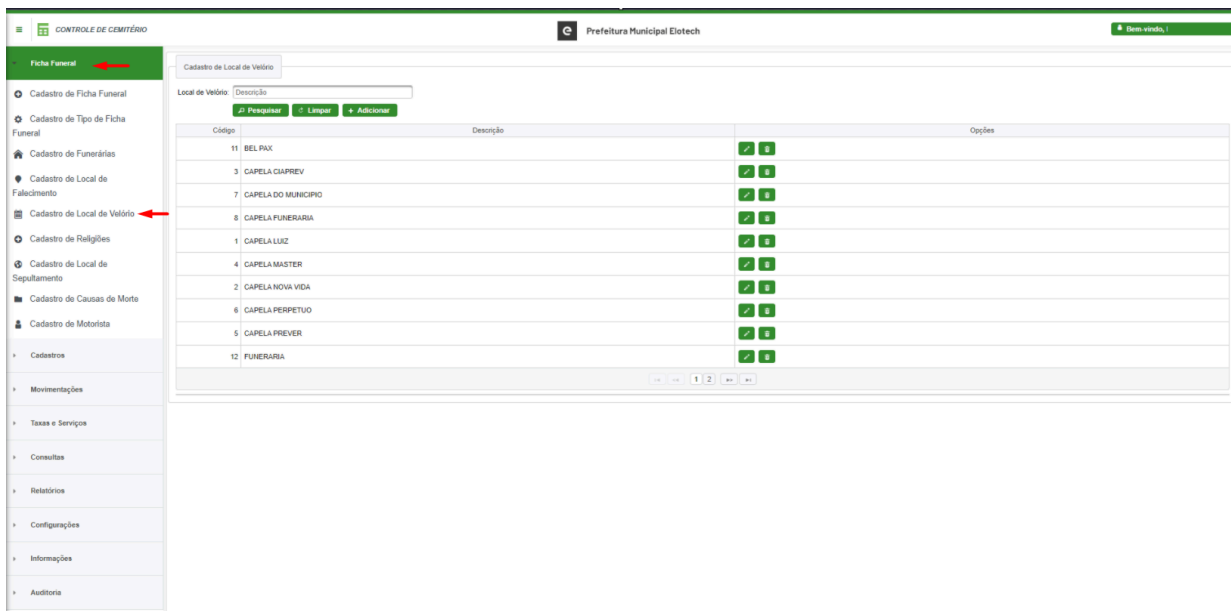 CONTROLE DE CEMITÉRIO
Prefeitura Municipal Elotech
Bem-vindo,
Ficha Funeral
Cadastro de Ficha Funeral
Cadastro de Tipo de Ficha
Funeral
Cadastro de Funerárias
Cadastro de Local de
Falecimento
Cadastro de Local de Velório
Cadastro de Religiões
Cadastro de Local de
Sepultamento
Cadastro de Causas de Morte
Cadastro de Motorista
Cadastros
Movimentações
Taxas e Serviços
Consultas
Relatórios
Configurações
Informações
Auditoria
Cadastro de Local de Velório
Local de Velório: Descrição
Pesquisar Limpar + Adicionar
Código Descrição Opções
11 BEL PAX
3 CAPELA CIAPREV
7 CAPELA DO MUNICIPIO
8 CAPELA FUNERARIA
1 CAPELA LUIZ
4 CAPELA MASTER
2 CAPELA NOVA VIDA
6 CAPELA PERPETUO
5 CAPELA PREVER
12 FUNERARIA
1 2